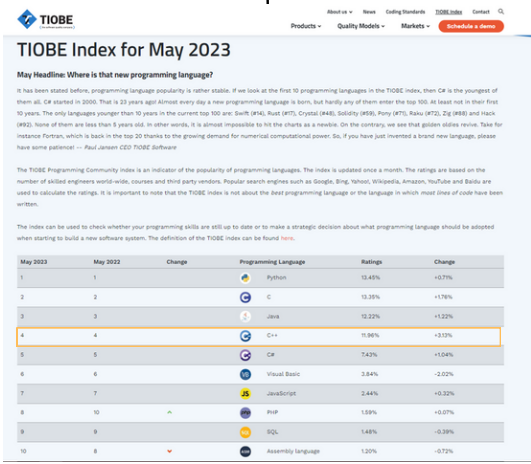 About us News Coding Standards TIOBE Index Contact
TIOBE
(the software quality company)
Products Quality Models Markets Schedule a demo
TIOBE Index for May 2023
May Headline: Where is that new programming language?
It has been stated before, programming language popularity is rather stable. If we look at the first 10 programming languages in the TIOBE index, then C# is the youngest of
them all. C# started in 2000. That is 23 years ago! Almost every day a new programming language is born, but hardly any of them enter the top 100. At least not in their first
10 years. The only languages younger than 10 years in the current top 100 are: Swift (#14), Rust (#17), Crystal (#48), Solidity (#59), Pony (#71), Raku (#72), Zig (#88) and Hack
(#92). None of them are less than 5 years old. In other words, it is almost impossible to hit the charts as a newbie. On the contrary, we see that golden oldies revive. Take for
instance Fortran, which is back in the top 20 thanks to the growing demand for numerical computational power. So, if you have just invented a brand new language, please
have some patience! -- Paul Jansen CEO TIOBE Software
The TIOBE Programming Community index is an indicator of the popularity of programming languages. The index is updated once a month. The ratings are based on the
number of skilled engineers world-wide, courses and third party vendors. Popular search engines such as Google, Bing, Yahoo!, Wikipedia, Amazon, YouTube and Baidu are
used to calculate the ratings. It is important to note that the TIOBE index is not about the best programming language or the language in which most lines of code have been
written.
The index can be used to check whether your programming skills are still up to date or to make a strategic decision about what programming language should be adopted
when starting to build a new software system. The definition of the TIOBE index can be found here.
May 2023 May 2022 Change Programming Language Ratings Change
1 1 Python 13.45% +0.71%
2 2 C 13.35% +1.76%
3 3 Java 12.22% +1.22%
4 4 C++ 11.96% +3.13%
5 5 C# 7.43% +1.04%
6 6 VB Visual Basic 3.84% -2.02%
7 7 JS JavaScript 2.44% +0.32%
8 10 PHP 1.59% +0.07%
9 9 SQL 1.48% -0.39%
10 8 ASM Assembly language 1.20% -0.72%